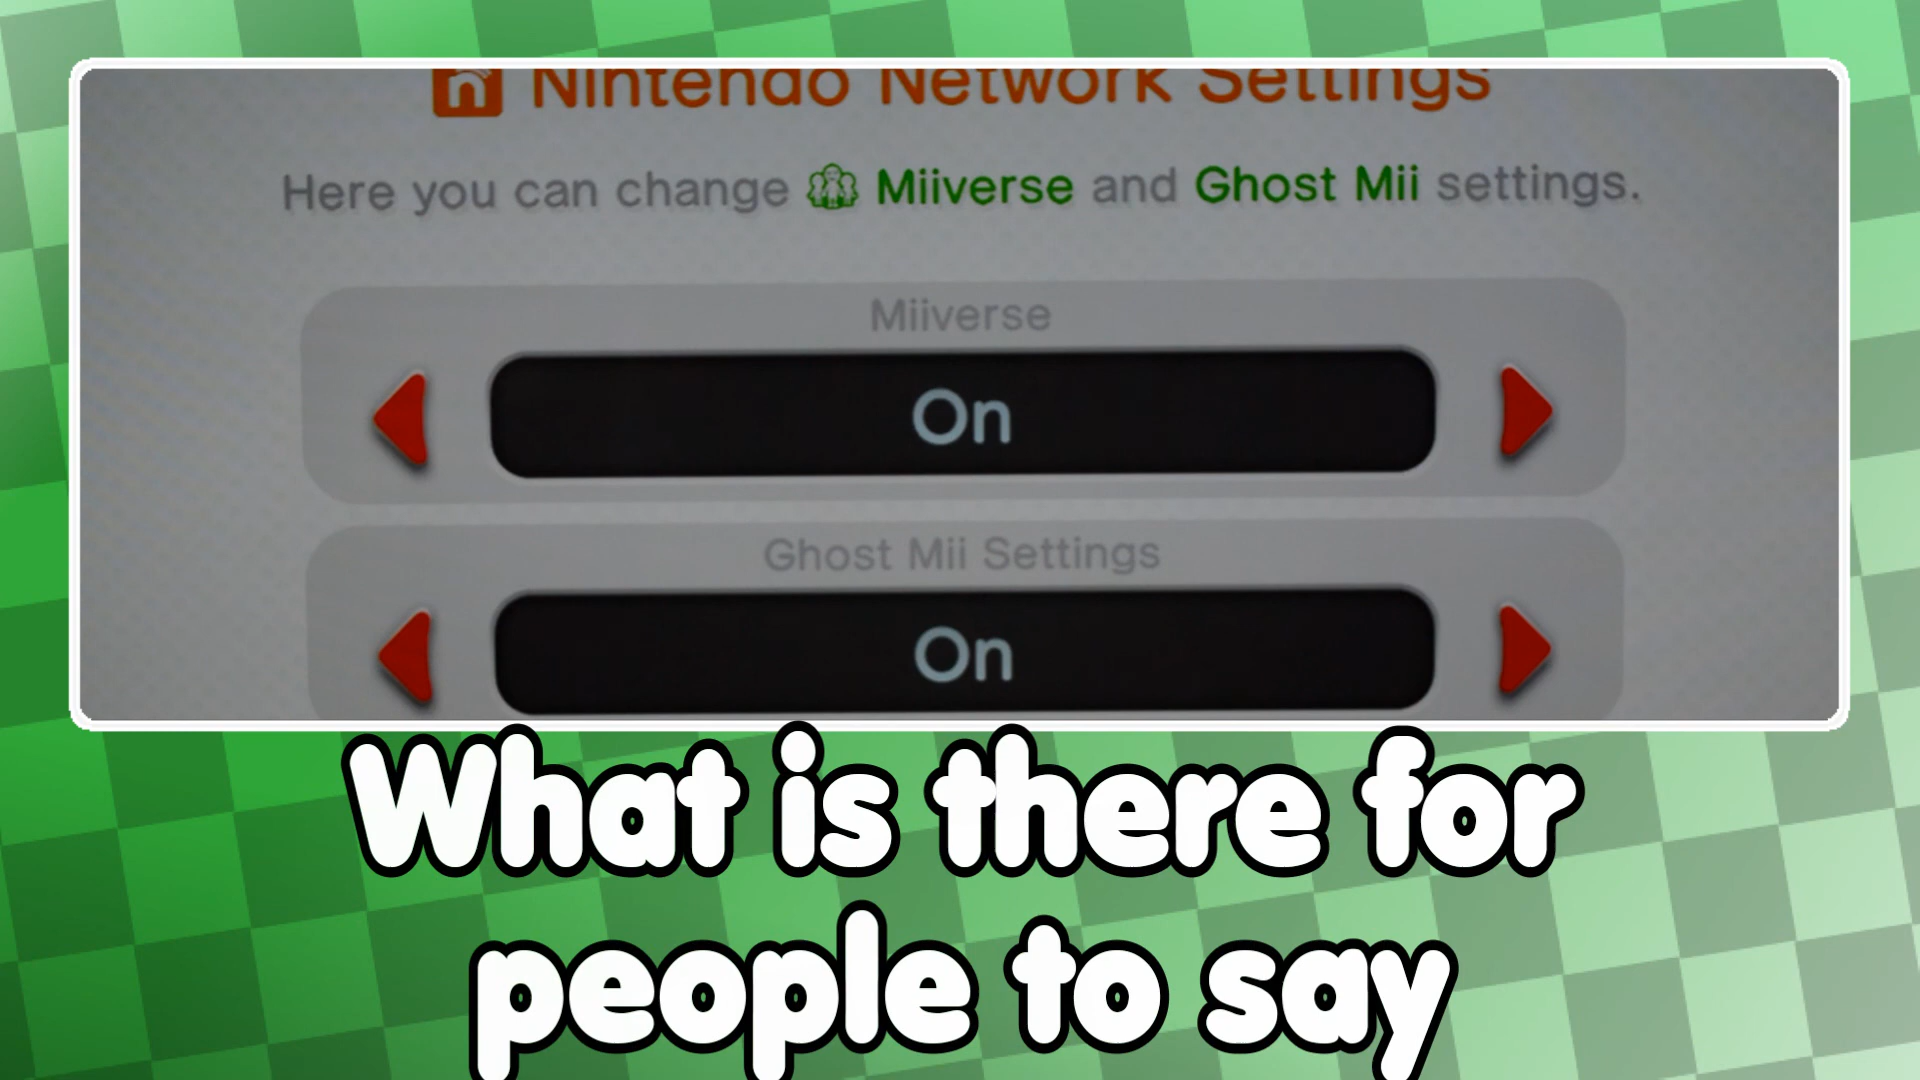 Nintendo Network Settings
Here you can change Miiverse and Ghost Mii settings.
Miiverse
On
Ghost Mii Settings
On
What is there for
people to say